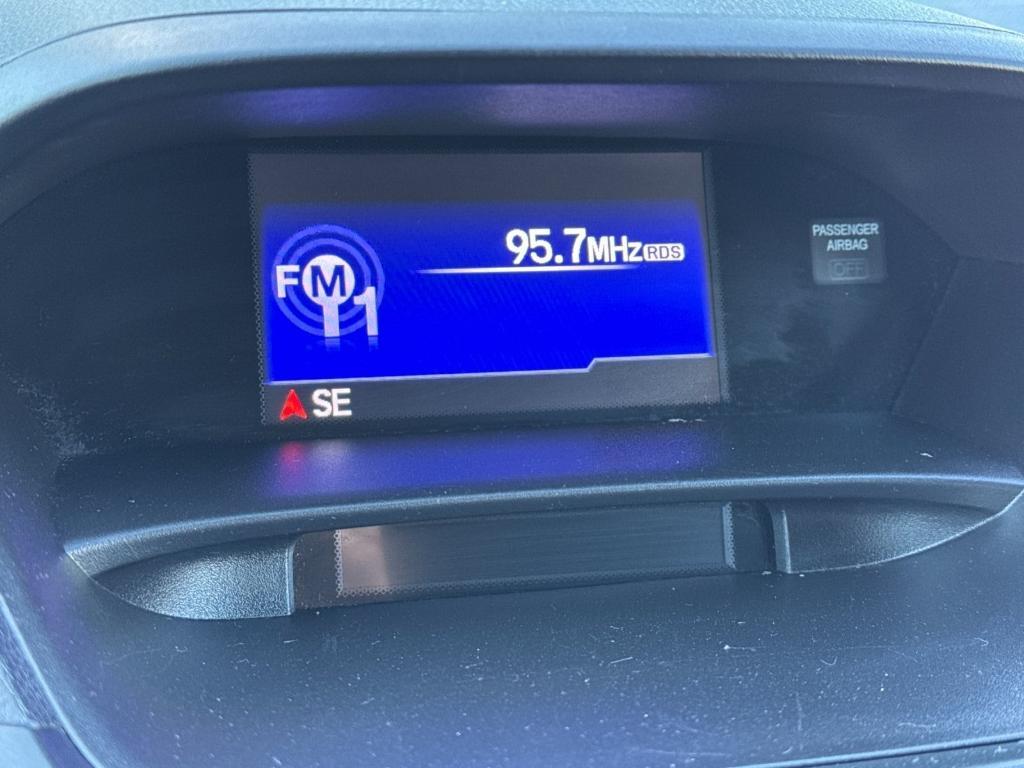 95.7MHz RDS
FM1
PASSENGER
AIRBAG
OFF
SE